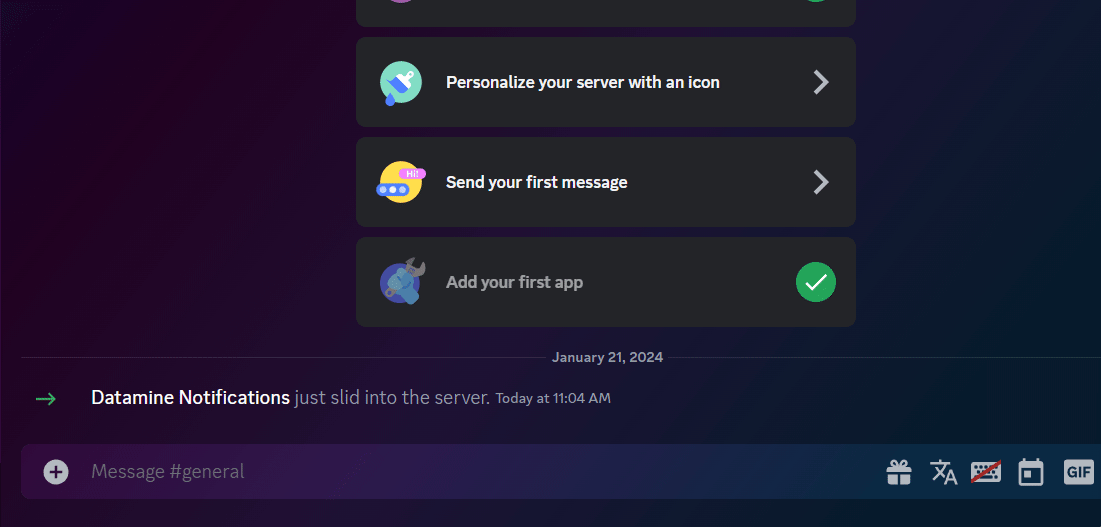 Personalize your server with an icon
Hi!
Send your first message
Add your first app
January 21, 2024
Datamine Notifications just slid into the server. Today at 11:04 AM
Message #general
GIF